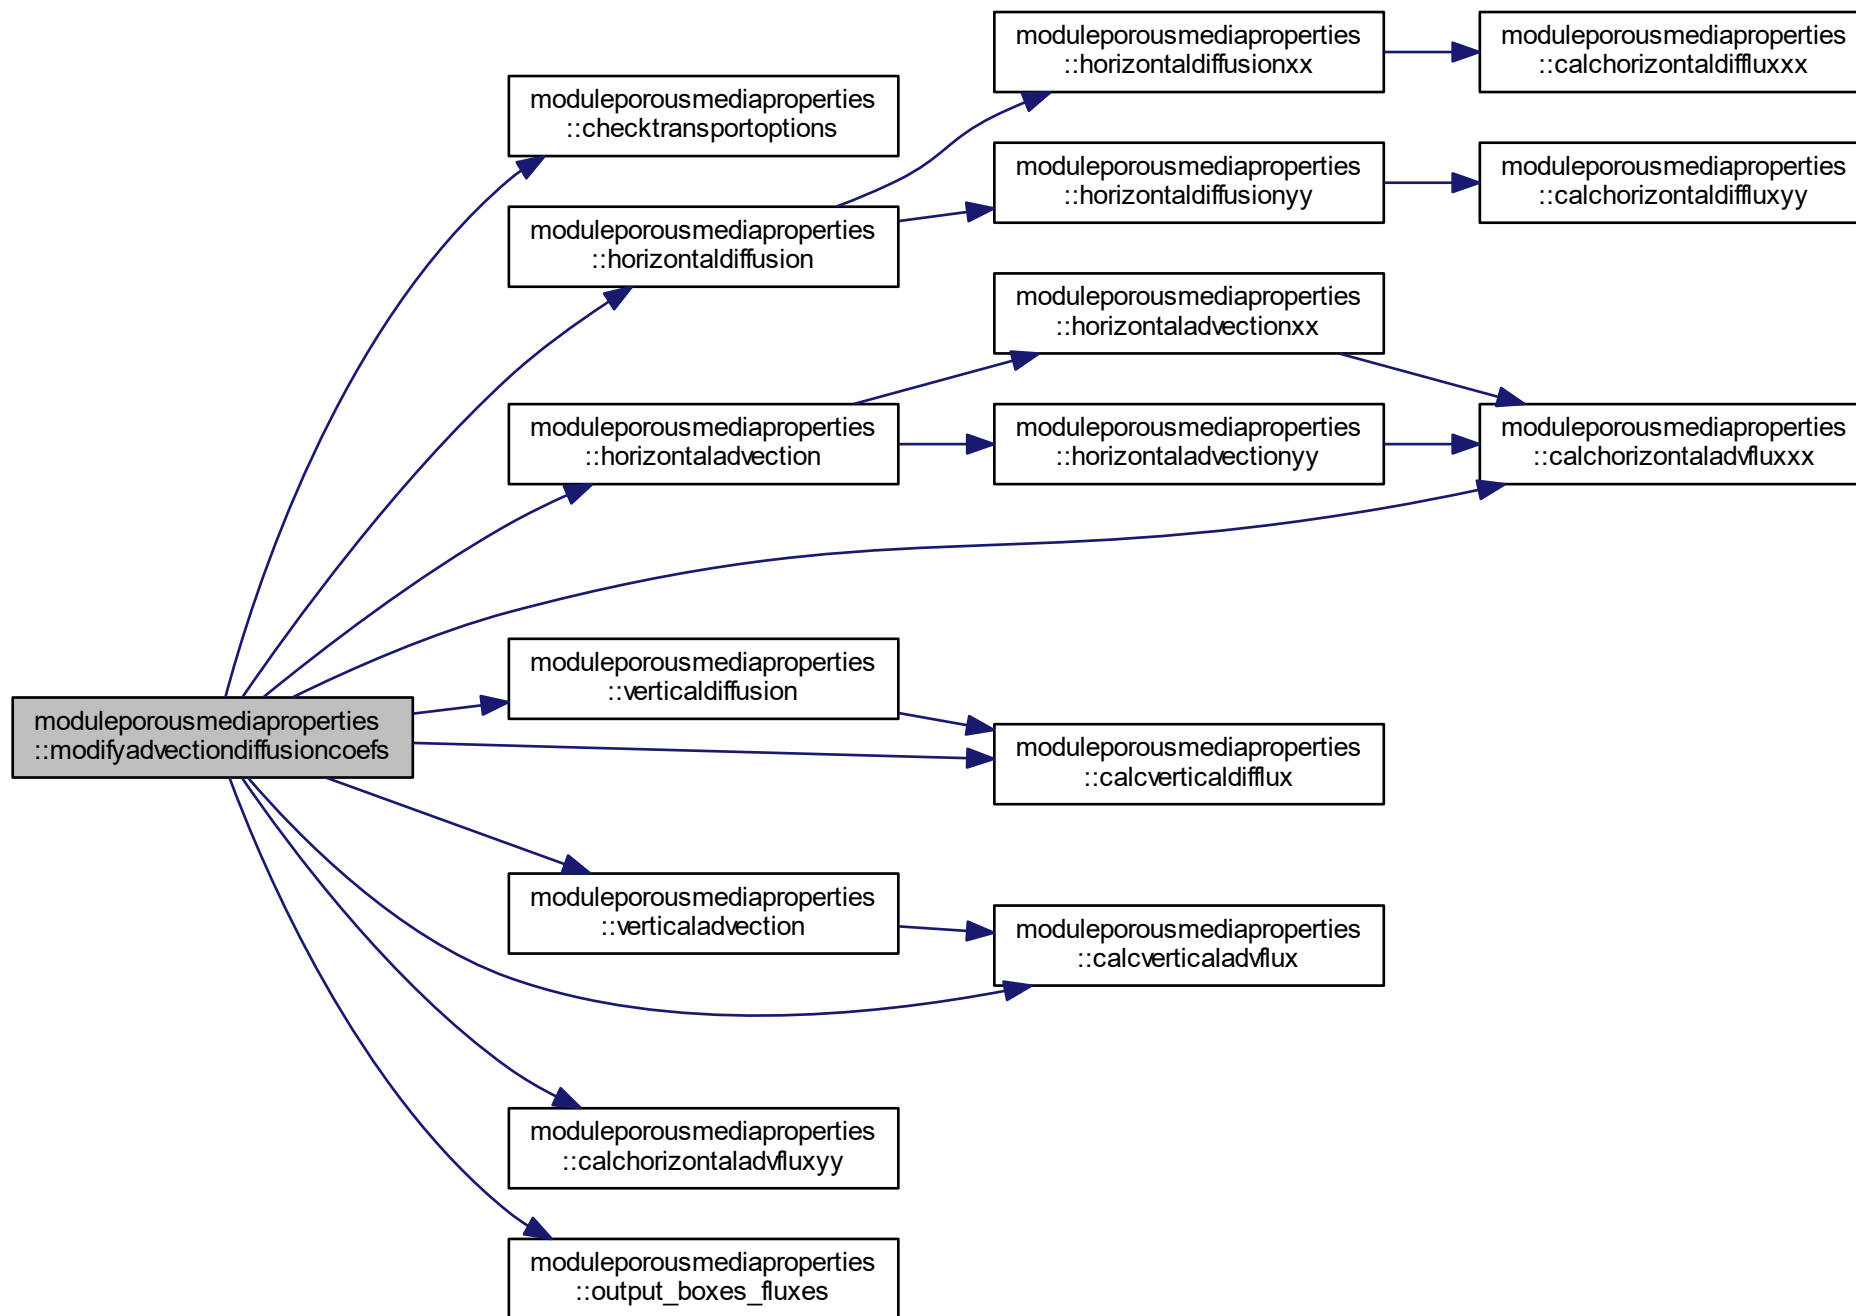 moduleporousmediaproperties
::horizontaldiffusionxx
moduleporousmediaproperties
::calchorizontaldiffluxxx
moduleporousmediaproperties
::checktransportoptions
moduleporousmediaproperties
::horizontaldiffusionyy
moduleporousmediaproperties
::calchorizontaldiffluxyy
moduleporousmediaproperties
::horizontaldiffusion
moduleporousmediaproperties
::horizontaladvectionxx
moduleporousmediaproperties
::horizontaladvection
moduleporousmediaproperties
::horizontaladvectionyy
moduleporousmediaproperties
::calchorizontaladvfluxxx
moduleporousmediaproperties
::verticaldiffusion
moduleporousmediaproperties
::modifyadvectiondiffusioncoefs
moduleporousmediaproperties
::calcverticaldifflux
moduleporousmediaproperties
::verticaladvection
moduleporousmediaproperties
::calcverticaladvflux
moduleporousmediaproperties
::calchorizontaladvfluxyy
moduleporousmediaproperties
::output_boxes_fluxes